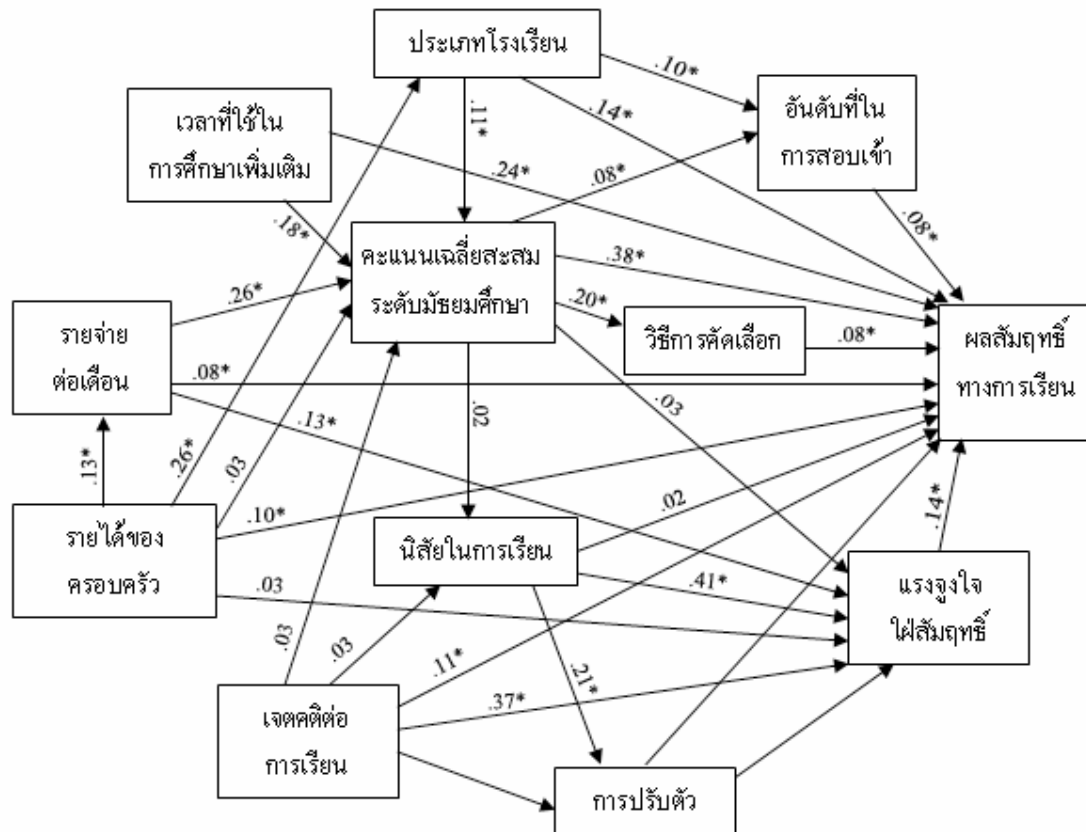 ประเภทโรงเรียน
.10*
เวลาที่ใช้ใน
การศึกษาเพิ่มเติม
.11*
.14*
อันดับที่ใน
การสอบเข้า
.24*
.08*
.18*
.08*
คะแนนเฉลี่ยสะสม
ระดับมัธยมศึกษา
.38*
.26*
.20*
รายจ่าย
ต่อเดือน
วิธีการคัดเลือก
.08*
ผลสัมฤทธิ์
ทางการเรียน
.08*
.13*
.02
.03
.13*
.26*
.03
.10*
.02
.14*
รายได้ของ
ครอบครัว
นิสัยในการเรียน
.03
.41*
แรงจูงใจ
ใฝ่สัมฤทธิ์
.03
.03
.11*
.21*
.37*
เจตคติต่อ
การเรียน
การปรับตัว